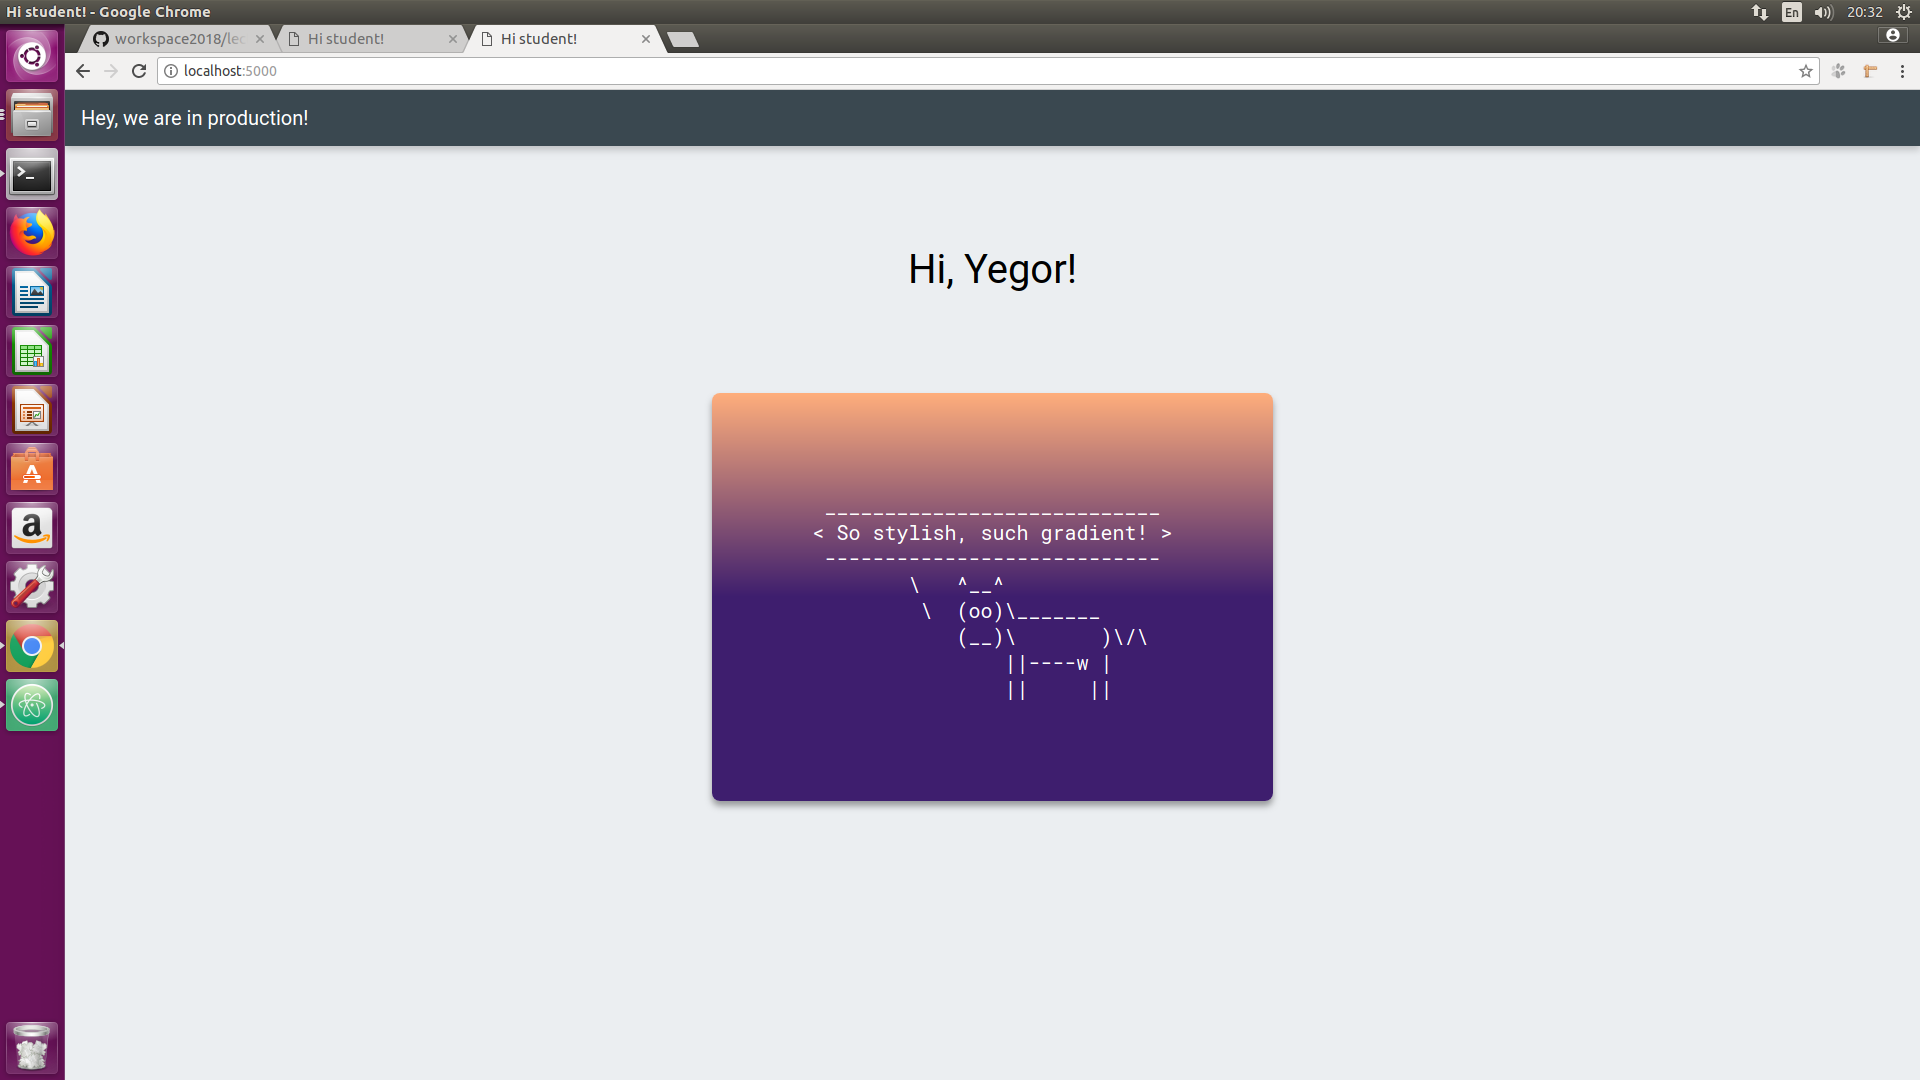 Hi student! - Google Chrome
En
20:32
workspace2018/lec
Hi student!
Hi student!
localhost:5000
Hey, we are in production!
Hi, Yegor!
 ____________________________
< So stylish, such gradient! >
 ----------------------------
        \   ^__^
         \  (oo)\_______
            (__)\       )\/\
                ||----w |
                ||     ||